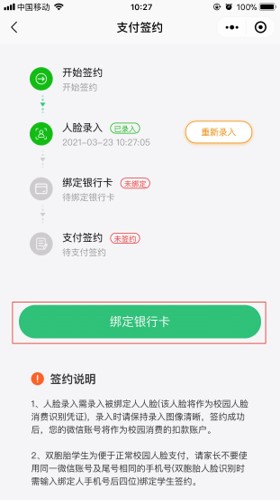 中国移动 10:27 100%
支付签约
开始签约
开始签约
人脸录入 已录入
2021-03-23 10:27:05
重新录入
绑定银行卡 未绑定
待绑定银行卡
支付签约 未签约
待支付签约
绑定银行卡
签约说明
1、人脸录入需录入被绑定人人脸(该人脸将作为校园人脸
消费识别凭证)，录入时请保持录入图像清晰，签约成功
后，您的微信账号将作为校园消费的扣款账户。
2、双胞胎学生为便于正常校园人脸支付，请家长不要使
用同一微信账号及尾号相同的手机号(双胞胎人脸识别时
需输入绑定人手机号后四位)绑定学生签约。